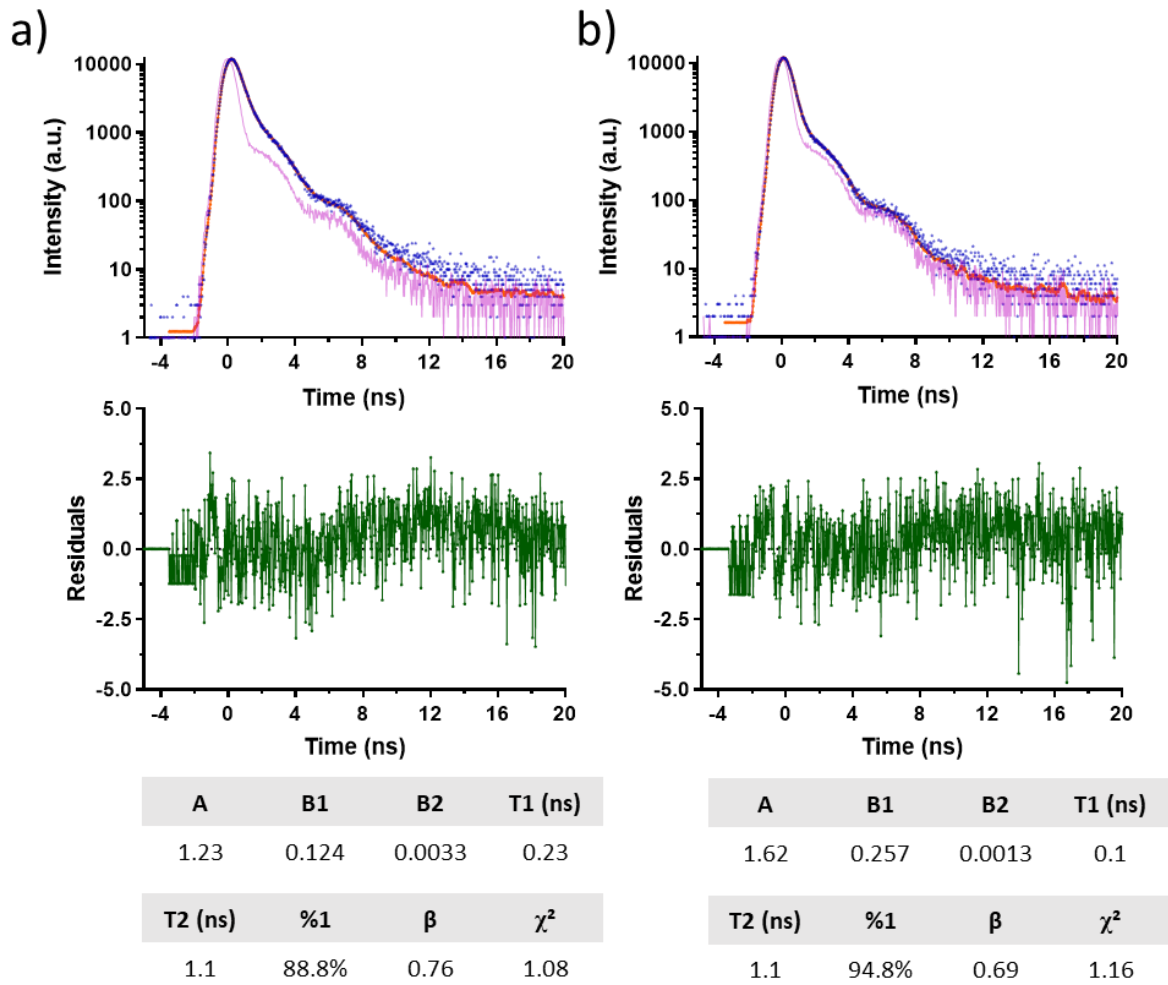 a)
10000
1000
100
10
1
Intensity (a.u.)
-4 0 4 8 12 16 20
Time (ns)
5.0
2.5
0.0
-2.5
-5.0
Residuals
-4 0 4 8 12 16 20
Time (ns)
A B1 B2 T1 (ns)
1.23 0.124 0.0033 0.23
T2 (ns) %1 β χ²
1.1 88.8% 0.76 1.08
b)
10000
1000
100
10
1
Intensity (a.u.)
-4 0 4 8 12 16 20
Time (ns)
5.0
2.5
0.0
-2.5
-5.0
Residuals
-4 0 4 8 12 16 20
Time (ns)
A B1 B2 T1 (ns)
1.62 0.257 0.0013 0.1
T2 (ns) %1 β χ²
1.1 94.8% 0.69 1.16